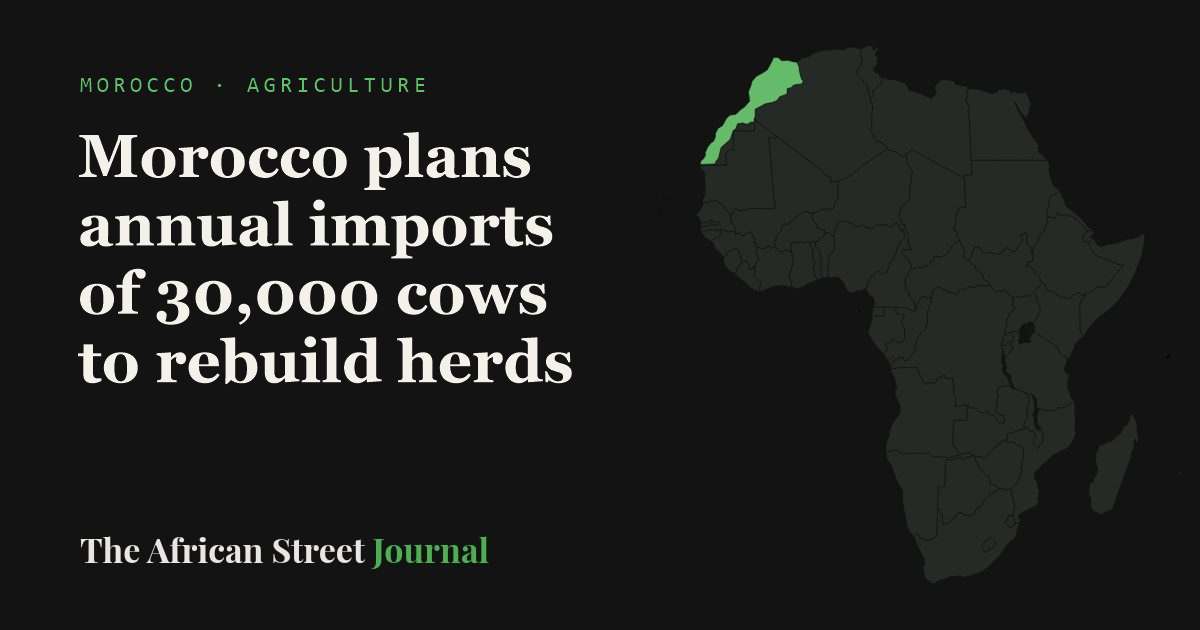 MOROCCO · AGRICULTURE
Morocco plans
annual imports
of 30,000 cows
to rebuild herds
The African Street Journal